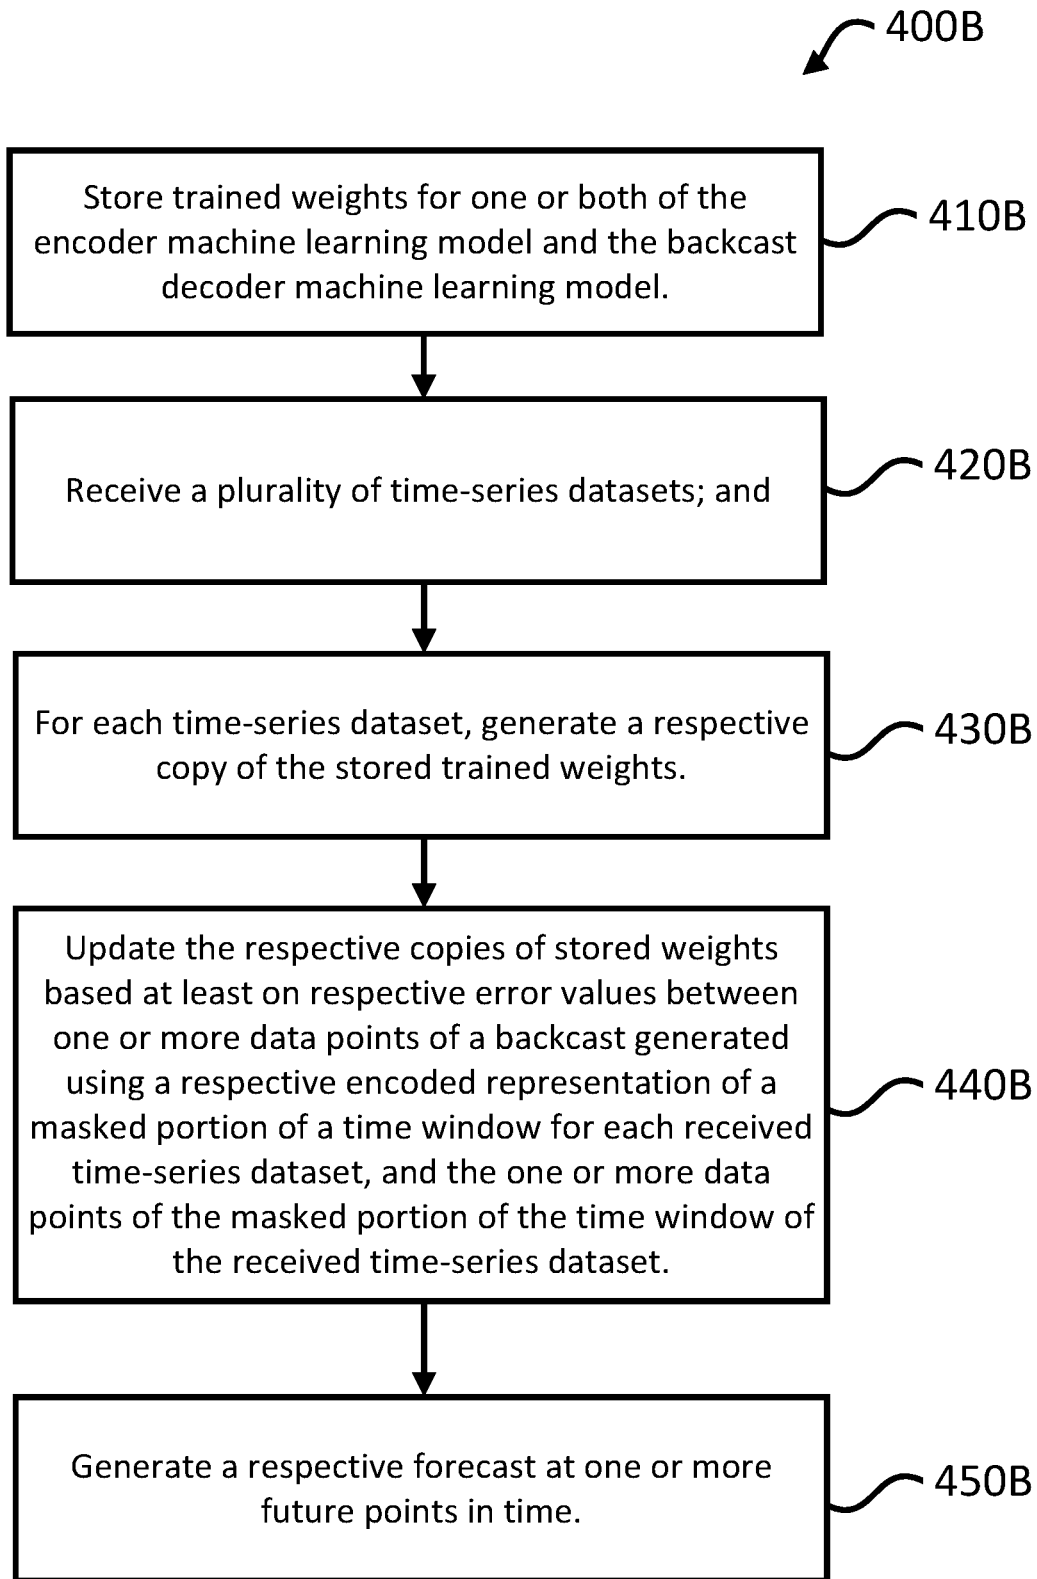 400B
Store trained weights for one or both of the
encoder machine learning model and the backcast
decoder machine learning model.
410B
Receive a plurality of time-series datasets; and
420B
For each time-series dataset, generate a respective
copy of the stored trained weights.
430B
Update the respective copies of stored weights
based at least on respective error values between
one or more data points of a backcast generated
using a respective encoded representation of a
masked portion of a time window for each received
time-series dataset, and the one or more data
points of the masked portion of the time window of
the received time-series dataset.
440B
Generate a respective forecast at one or more
future points in time.
450B